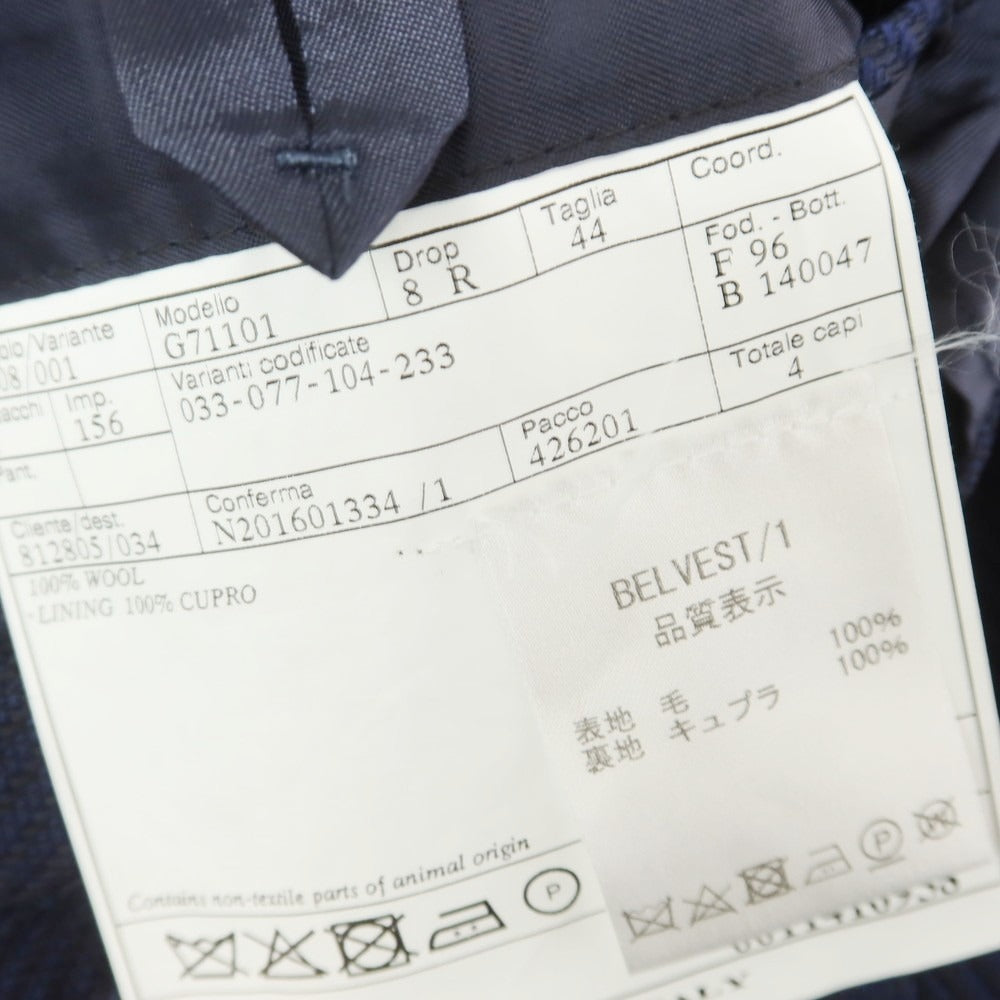 Coord.
Taglia
44
Drop
8 R
Modello
G71101
/Variante
08/001
Fod. - Bott.
F 96
B 140047
Varianti codificate
033-077-104-233
Imp.
156
Pant.
Totale capi
4
Pacco
426201
Conferma
N201601334 /1
Cliente/dest.
812805/034
100% WOOL
-LINING 100% CUPRO
BELVEST/1
品質表示
表地 毛 100%
裏地 キュプラ 100%
Contains non-textile parts of animal origin
P
P
W